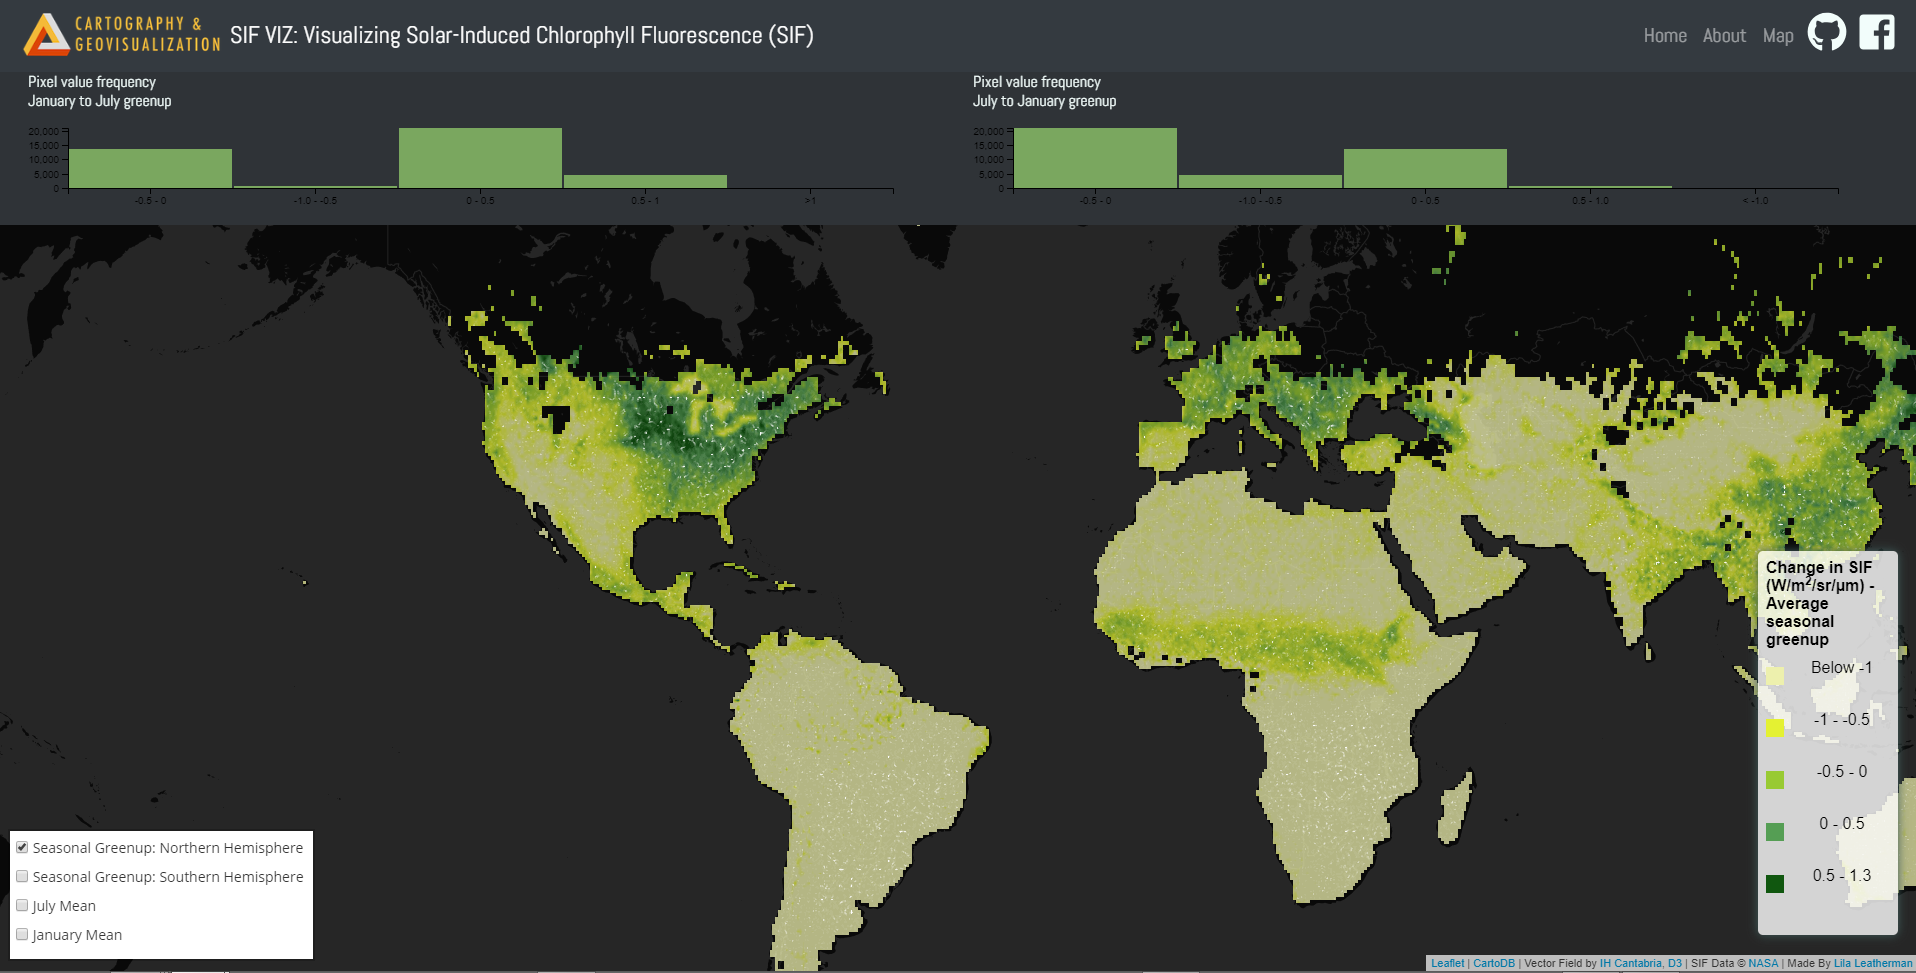 CARTOGRAPHY &
GEOVISUALIZATION
SIF VIZ: Visualizing Solar-Induced Chlorophyll Fluorescence (SIF)
Home About Map
Pixel value frequency
January to July greenup
20,000
15,000
10,000
5,000
0
-0.5 - 0
-1.0 - -0.5
0 - 0.5
0.5 - 1
>1
Pixel value frequency
July to January greenup
20,000
15,000
10,000
5,000
0
-0.5 - 0
-1.0 - -0.5
0 - 0.5
0.5 - 1.0
< -1.0
Change in SIF
(W/m²/sr/µm) -
Average
seasonal
greenup
Below -1
-1 - -0.5
-0.5 - 0
0 - 0.5
0.5 - 1.3
Seasonal Greenup: Northern Hemisphere
Seasonal Greenup: Southern Hemisphere
July Mean
January Mean
Leaflet | CartoDB | Vector Field by IH Cantabria, D3 | SIF Data © NASA | Made By Lila Leatherman